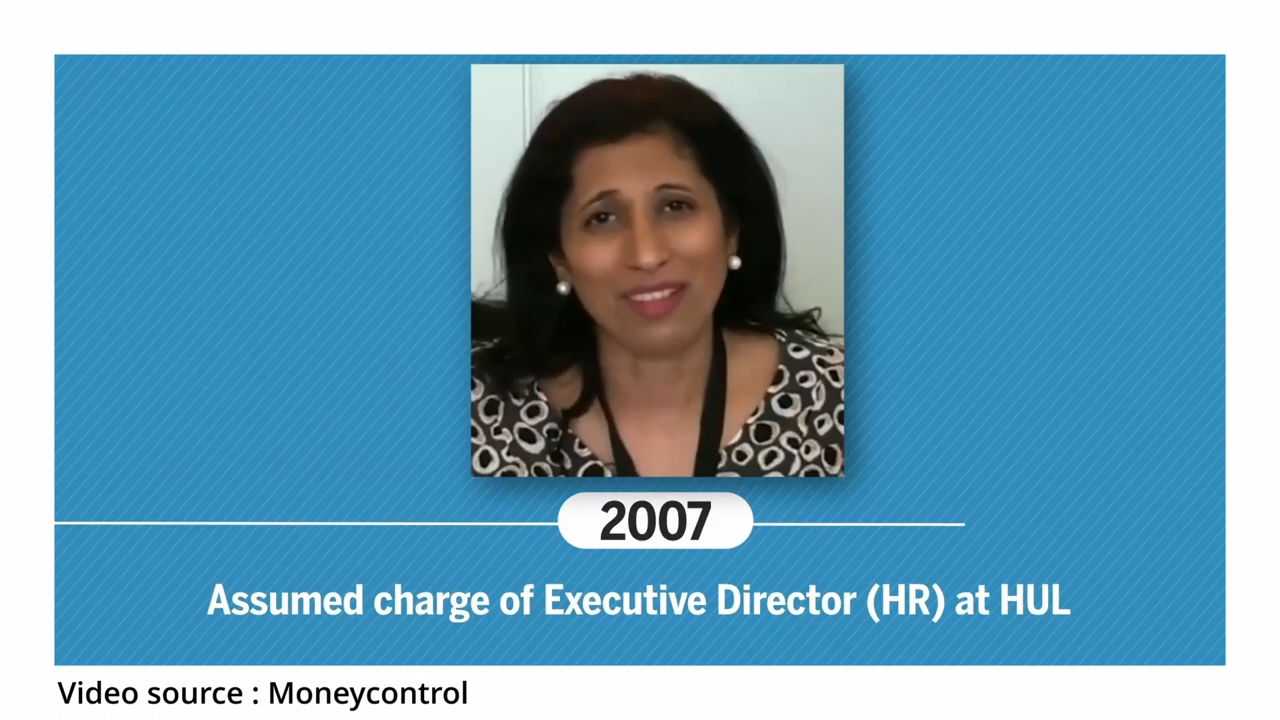 2007
Assumed charge of Executive Director (HR) at HUL
Video source : Moneycontrol